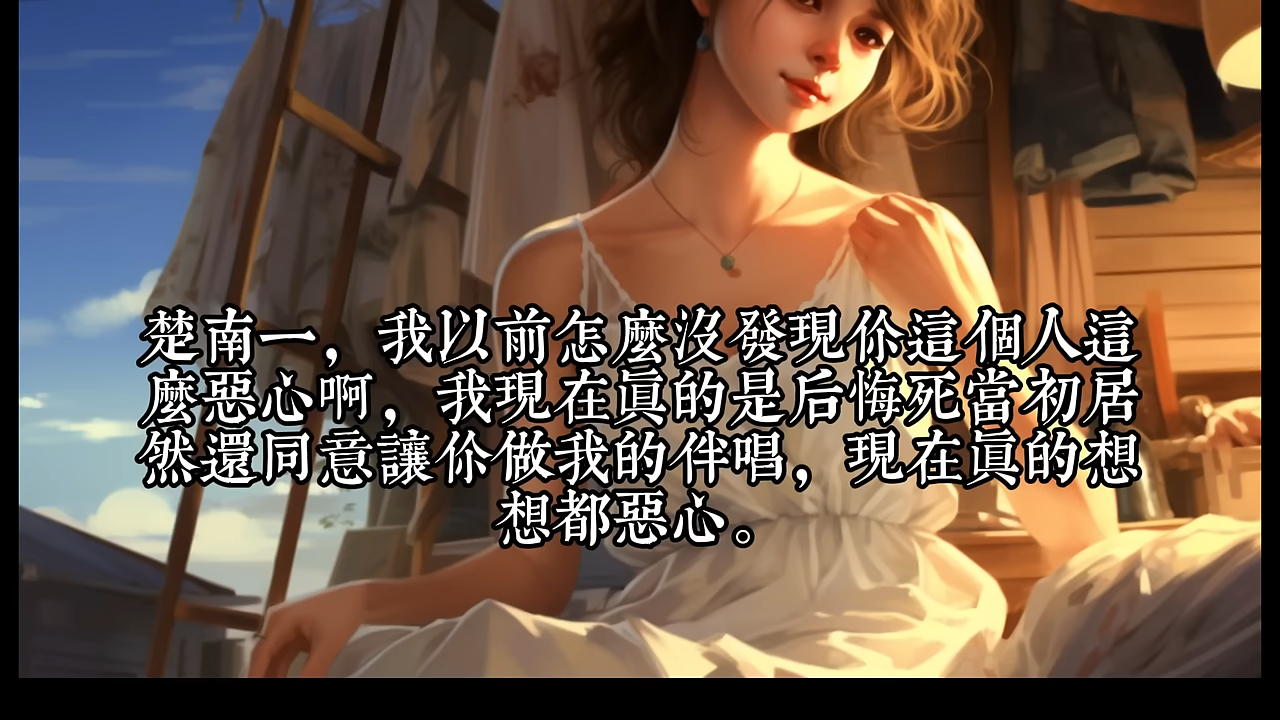 楚南一，我以前怎麼沒發現你這個人這
麼惡心啊，我現在眞的是后悔死當初居
然還同意讓你做我的伴唱，現在眞的想
想都惡心。